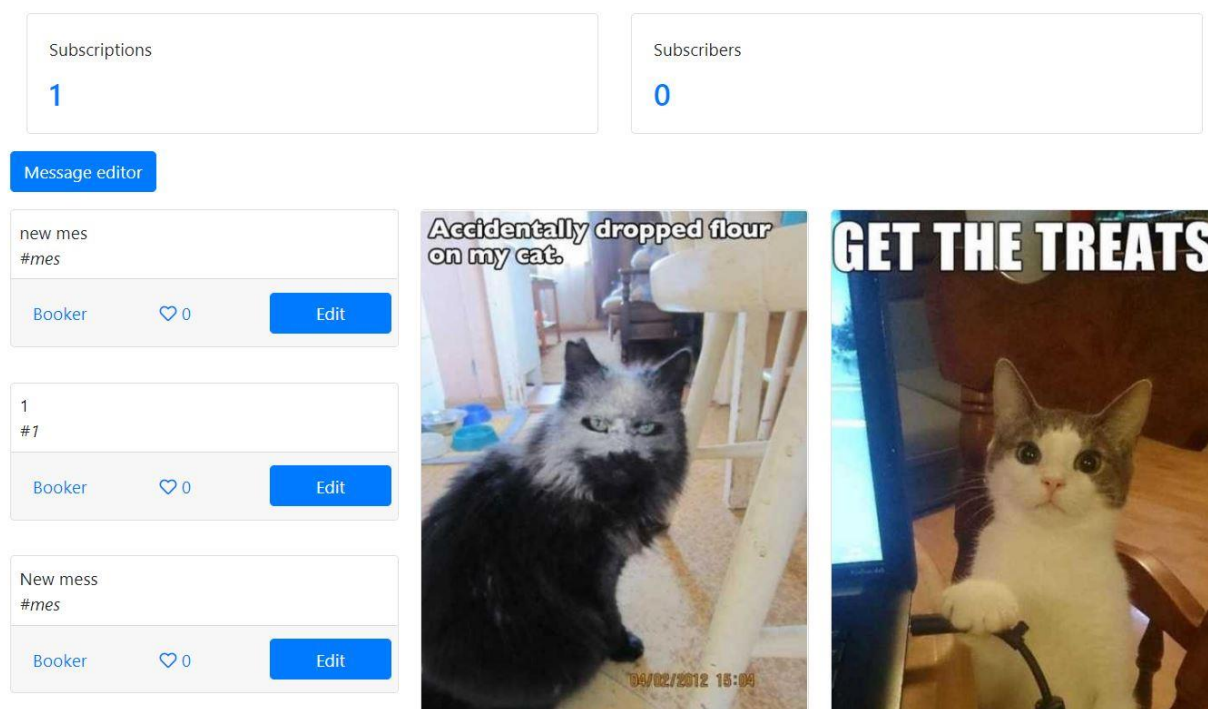 Subscriptions
1
Subscribers
0
Message editor
new mes
#mes
Booker
0
Edit
1
#1
Booker
0
Edit
New mess
#mes
Booker
0
Edit
Accidentally dropped flour
on my cat.
04/02/2012 15:04
GET THE TREATS